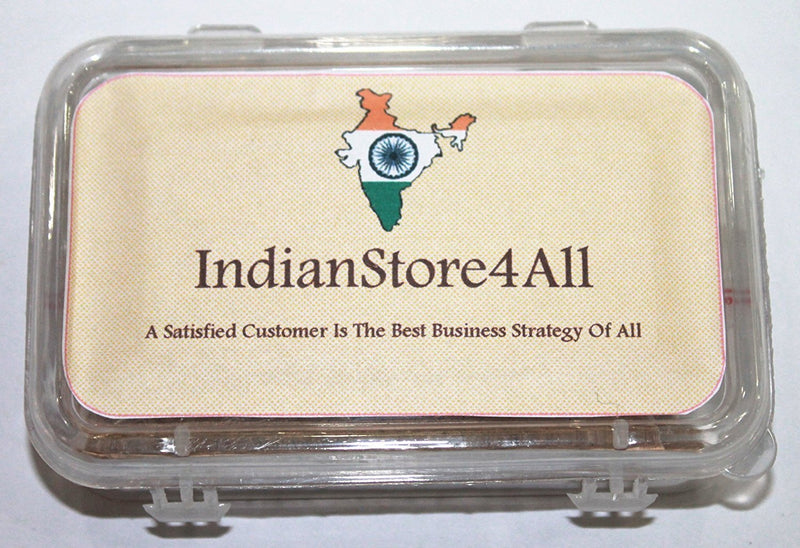 IndianStore4All
A Satisfied Customer Is The Best Business Strategy Of All